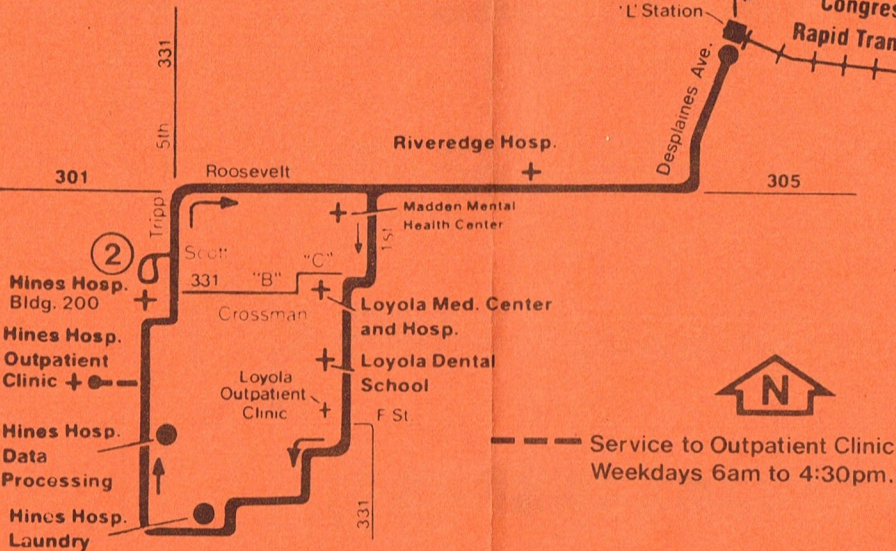 'L' Station
Congres
Rapid Tran
Desplaines Ave.
331
5th
Riveredge Hosp.
301
Roosevelt
305
Tripp
Madden Mental
Health Center
1st
2
Scott
"C"
331
"B"
Hines Hosp.
Bldg. 200
Crossman
Loyola Med. Center
and Hosp.
Hines Hosp.
Outpatient
Clinic
Loyola Dental
School
Loyola
Outpatient
Clinic
F St.
N
Hines Hosp.
Data
Processing
Service to Outpatient Clinic
Weekdays 6am to 4:30pm.
331
Hines Hosp.
Laundry